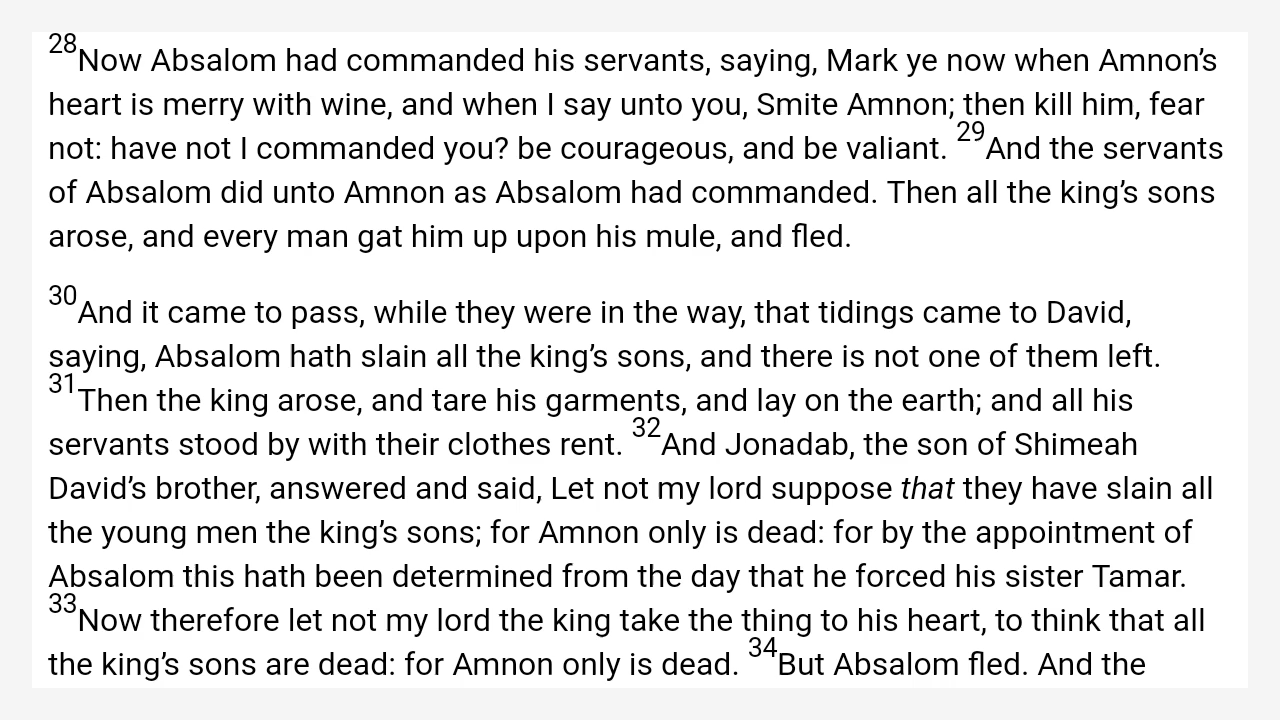 28Now Absalom had commanded his servants, saying, Mark ye now when Amnon’s
heart is merry with wine, and when I say unto you, Smite Amnon; then kill him, fear
not: have not I commanded you? be courageous, and be valiant. 29And the servants
of Absalom did unto Amnon as Absalom had commanded. Then all the king’s sons
arose, and every man gat him up upon his mule, and fled.
30And it came to pass, while they were in the way, that tidings came to David,
saying, Absalom hath slain all the king’s sons, and there is not one of them left.
31Then the king arose, and tare his garments, and lay on the earth; and all his
servants stood by with their clothes rent. 32And Jonadab, the son of Shimeah
David’s brother, answered and said, Let not my lord suppose that they have slain all
the young men the king’s sons; for Amnon only is dead: for by the appointment of
Absalom this hath been determined from the day that he forced his sister Tamar.
33Now therefore let not my lord the king take the thing to his heart, to think that all
the king’s sons are dead: for Amnon only is dead. 34But Absalom fled. And the